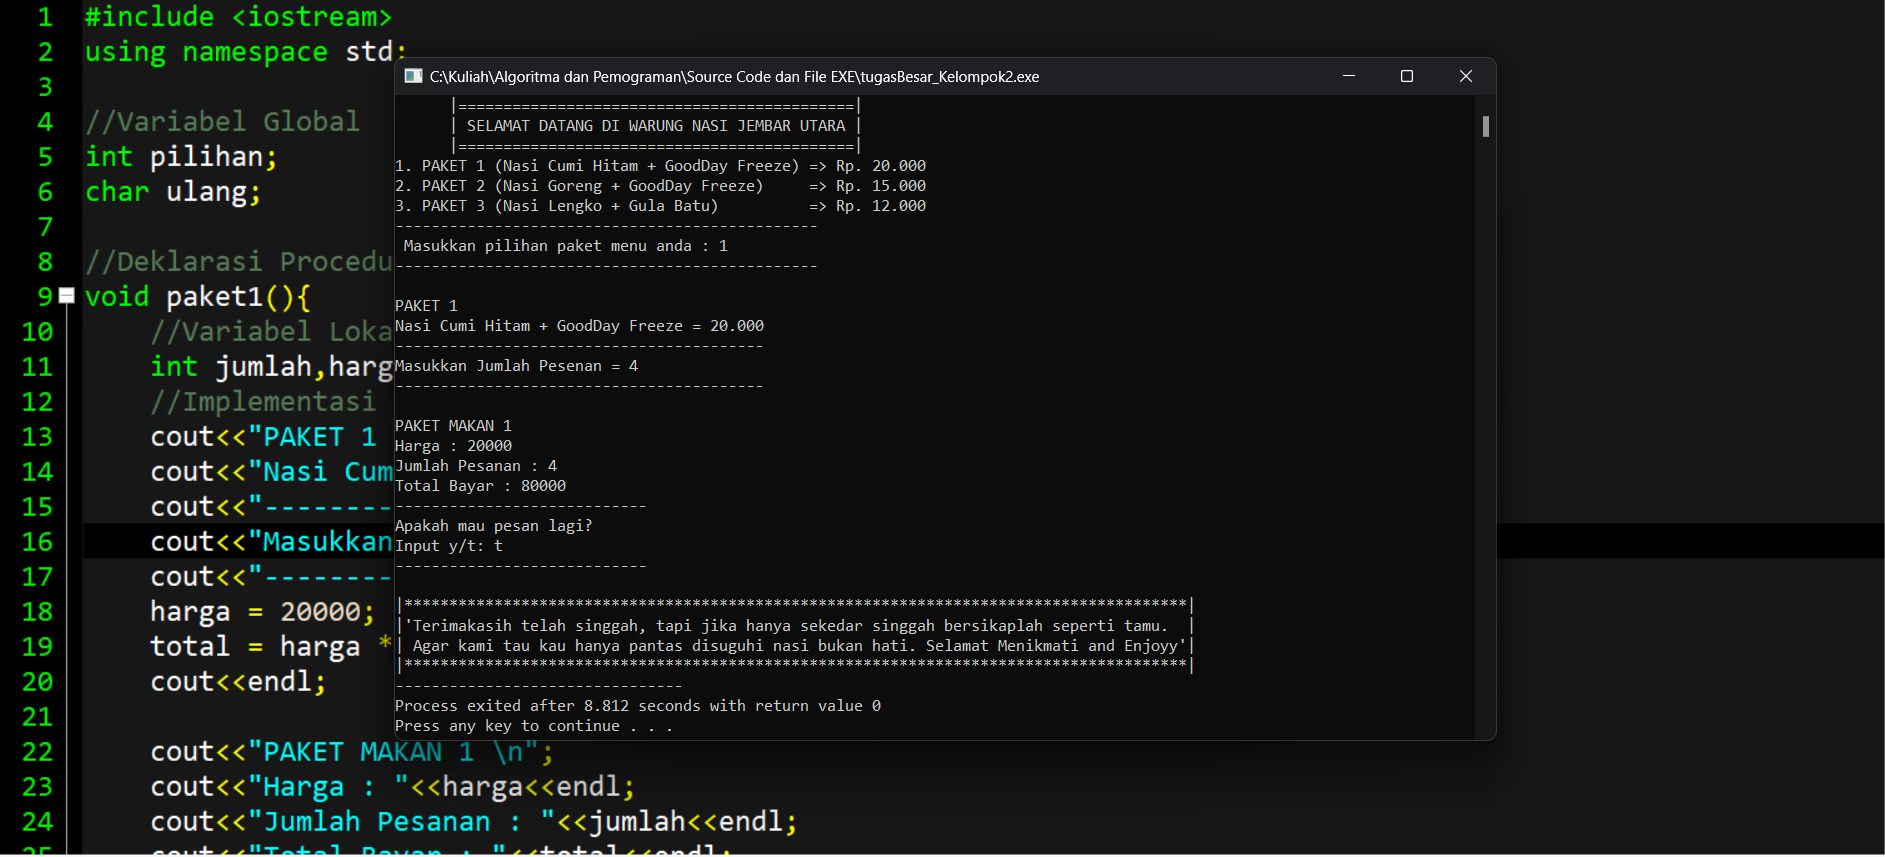 1 #include <iostream>
2 using namespace std;
3
4 //Variabel Global
5 int pilihan;
6 char ulang;
7
8 //Deklarasi Procedu
9 void paket1(){
10 //Variabel Loka
11 int jumlah,harg
12 //Implementasi
13 cout<<"PAKET 1
14 cout<<"Nasi Cum
15 cout<<"--------
16 cout<<"Masukkan
17 cout<<"--------
18 harga = 20000;
19 total = harga *
20 cout<<endl;
21
22 cout<<"PAKET MAKAN 1 \n";
23 cout<<"Harga : "<<harga<<endl;
24 cout<<"Jumlah Pesanan : "<<jumlah<<endl;
25 cout<<"Total Bayar : "<<total<<endl;
C:\Kuliah\Algoritma dan Pemograman\Source Code dan File EXE\tugasBesar_Kelompok2.exe
|============================================|
| SELAMAT DATANG DI WARUNG NASI JEMBAR UTARA |
|============================================|
1. PAKET 1 (Nasi Cumi Hitam + GoodDay Freeze) => Rp. 20.000
2. PAKET 2 (Nasi Goreng + GoodDay Freeze) => Rp. 15.000
3. PAKET 3 (Nasi Lengko + Gula Batu) => Rp. 12.000
-----------------------------------------------
Masukkan pilihan paket menu anda : 1
-----------------------------------------------
PAKET 1
Nasi Cumi Hitam + GoodDay Freeze = 20.000
-----------------------------------------
Masukkan Jumlah Pesenan = 4
-----------------------------------------
PAKET MAKAN 1
Harga : 20000
Jumlah Pesanan : 4
Total Bayar : 80000
----------------------------
Apakah mau pesan lagi?
Input y/t: t
----------------------------
|***************************************************************************************|
|'Terimakasih telah singgah, tapi jika hanya sekedar singgah bersikaplah seperti tamu. |
| Agar kami tau kau hanya pantas disuguhi nasi bukan hati. Selamat Menikmati and Enjoyy'|
|***************************************************************************************|
--------------------------------
Process exited after 8.812 seconds with return value 0
Press any key to continue . . .